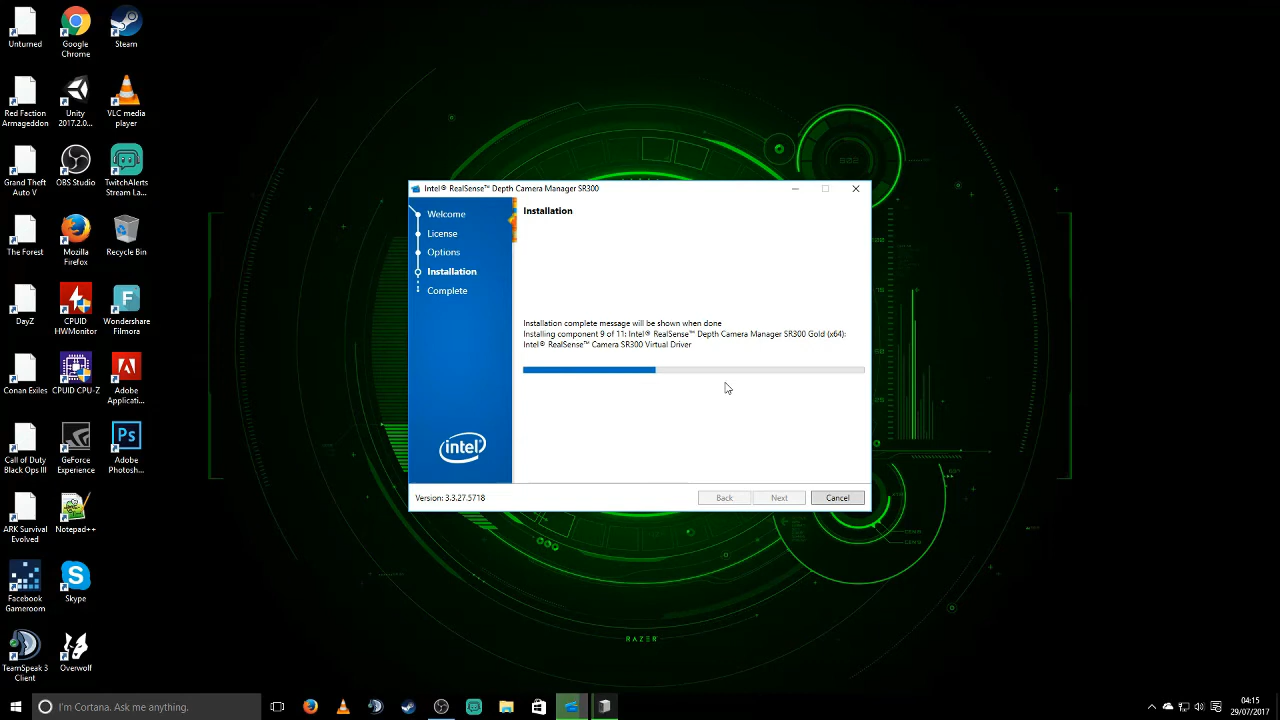 Unturned
Google
Chrome
Steam
Red Faction
Armageddon
Unity
2017.2.0...
VLC media
player
Grand Theft
Auto V
OBS Studio
TwitchAlerts
Stream La...
The Forest
Mozilla
Firefox
Recycle Bin
DayZ
CPUID
HWMonitor
Wondershare
Filmora
Conan Exiles
CPUID CPU-Z
Adobe
Applicati...
Call of Duty
Black Ops III
GeForce
Experience
Adobe
Photosh...
ARK Survival
Evolved
Notepad++
Facebook
Gameroom
Skype
TeamSpeak 3
Client
Overwolf
Intel® RealSense™ Depth Camera Manager SR300
Welcome
License
Options
Installation
Complete
intel
Installation
Installation complete message will be shown when done
Installing component 9 of 11: Intel® RealSense™ Depth Camera Manager SR300 Gold (x64):
Intel® RealSense™ Camera SR300 Virtual Driver
Version: 3.3.27.5718
Back
Next
Cancel
RAZER
I'm Cortana. Ask me anything.
04:15
29/07/2017